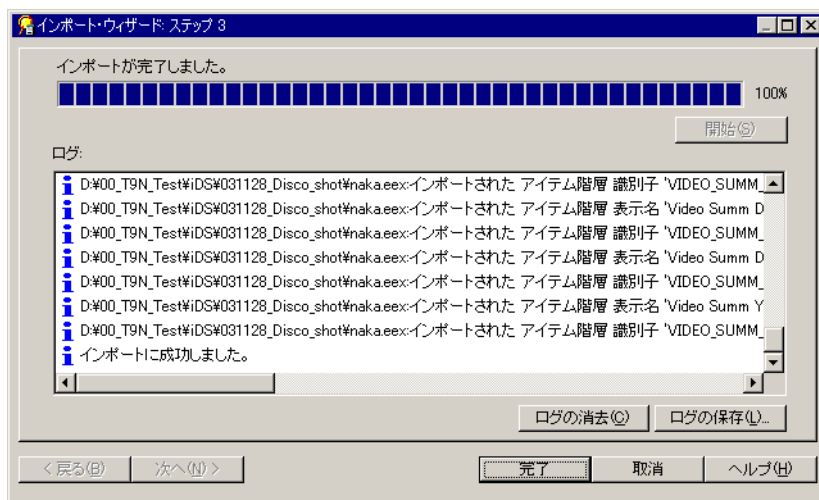 インポート・ウィザード: ステップ 3
インポートが完了しました。
100%
開始(S)
ログ:
D:¥00_T9N_Test¥iDS¥031128_Disco_shot¥naka.eex:インポートされた アイテム階層 識別子 'VIDEO_SUMM_
D:¥00_T9N_Test¥iDS¥031128_Disco_shot¥naka.eex:インポートされた アイテム階層 表示名 'Video Summ D
D:¥00_T9N_Test¥iDS¥031128_Disco_shot¥naka.eex:インポートされた アイテム階層 識別子 'VIDEO_SUMM_
D:¥00_T9N_Test¥iDS¥031128_Disco_shot¥naka.eex:インポートされた アイテム階層 表示名 'Video Summ D
D:¥00_T9N_Test¥iDS¥031128_Disco_shot¥naka.eex:インポートされた アイテム階層 識別子 'VIDEO_SUMM_
D:¥00_T9N_Test¥iDS¥031128_Disco_shot¥naka.eex:インポートされた アイテム階層 表示名 'Video Summ Y
D:¥00_T9N_Test¥iDS¥031128_Disco_shot¥naka.eex:インポートされた アイテム階層 識別子 'VIDEO_SUMM_
インポートに成功しました。
ログの消去(C) ログの保存(L)...
< 戻る(B) 次へ(N) > 完了 取消 ヘルプ(H)